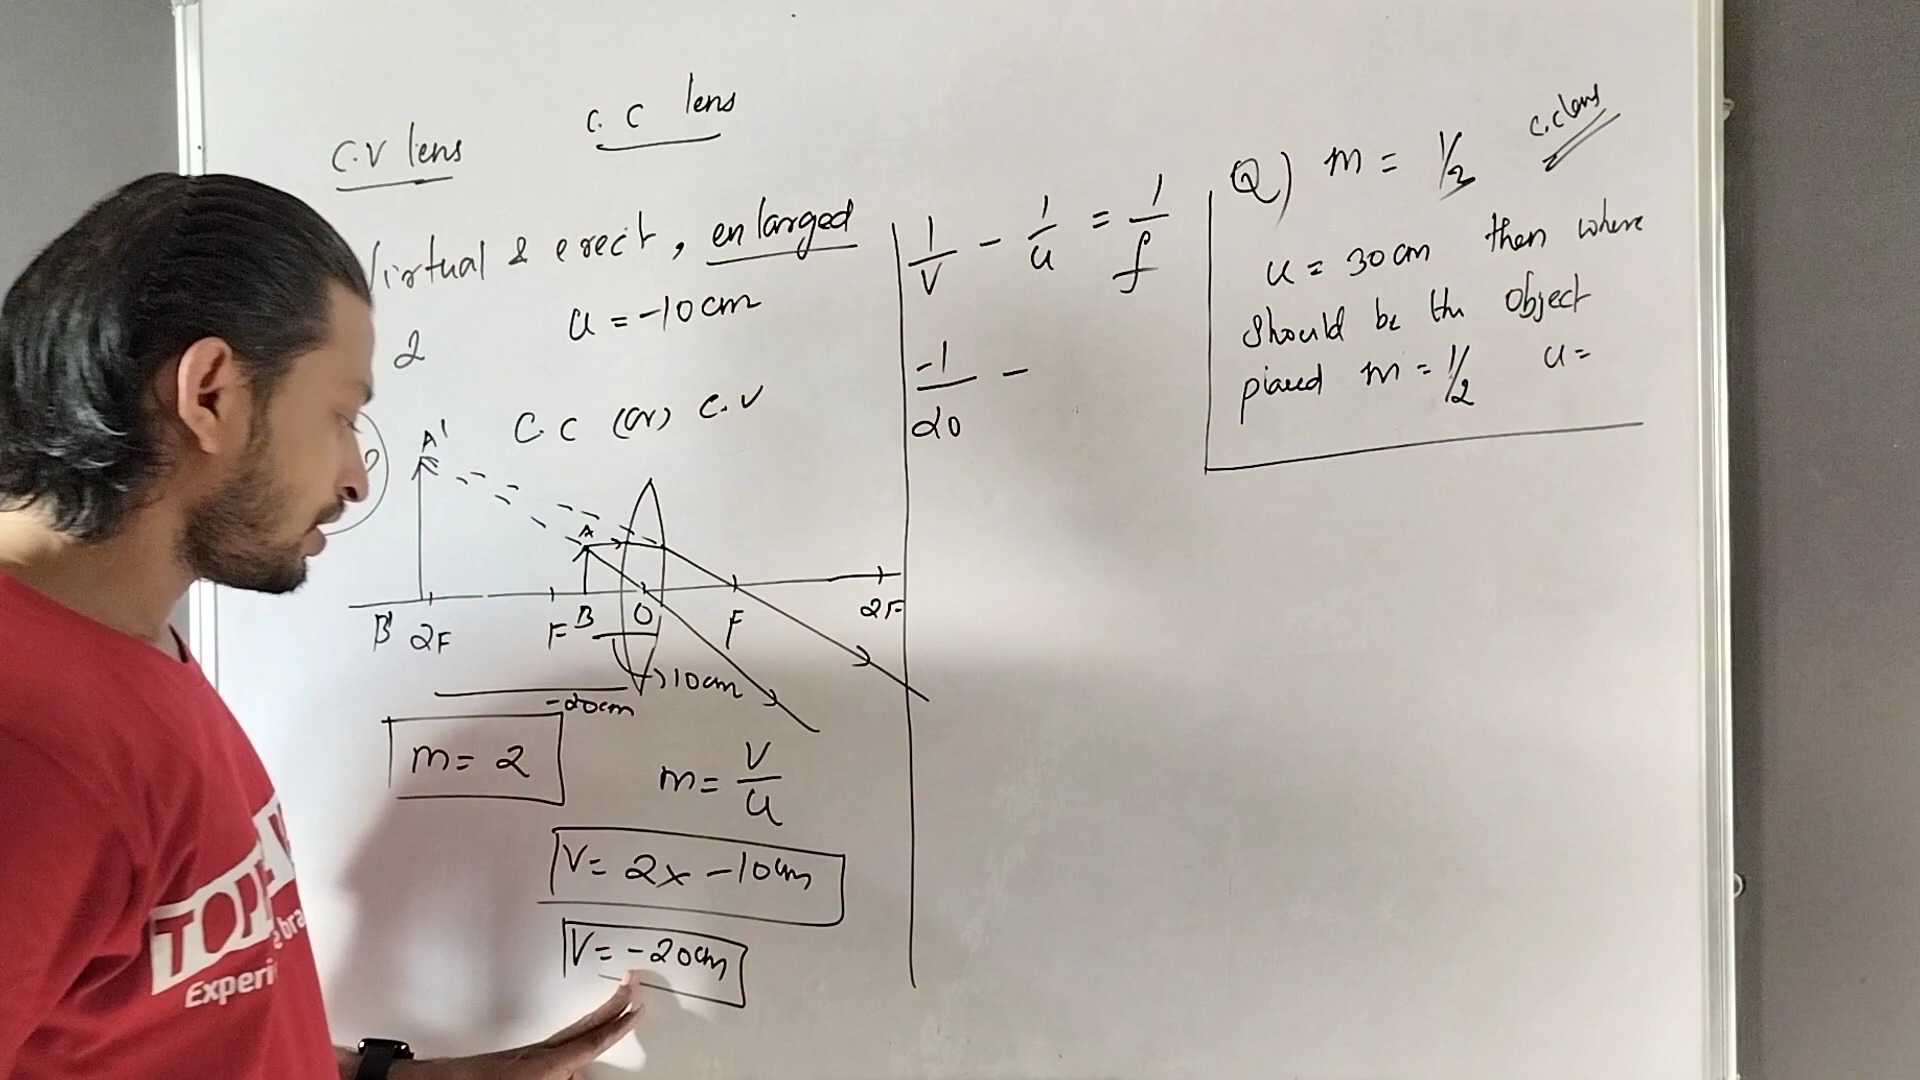 C.V lens
C.C lens
Virtual & erect, enlarged
2
u = -10cm
C.C (or) C.V
A'
A
B' 2F F B O F 2F
10cm
-20cm
m = 2
m = V/u
V = 2x -10cm
V = -20cm
1/V - 1/u = 1/f
-1/20 -
Q) m = 1/2 C.C lens
u = 30cm then where
should be the object
placed m = 1/2 u =
TOP
Experi